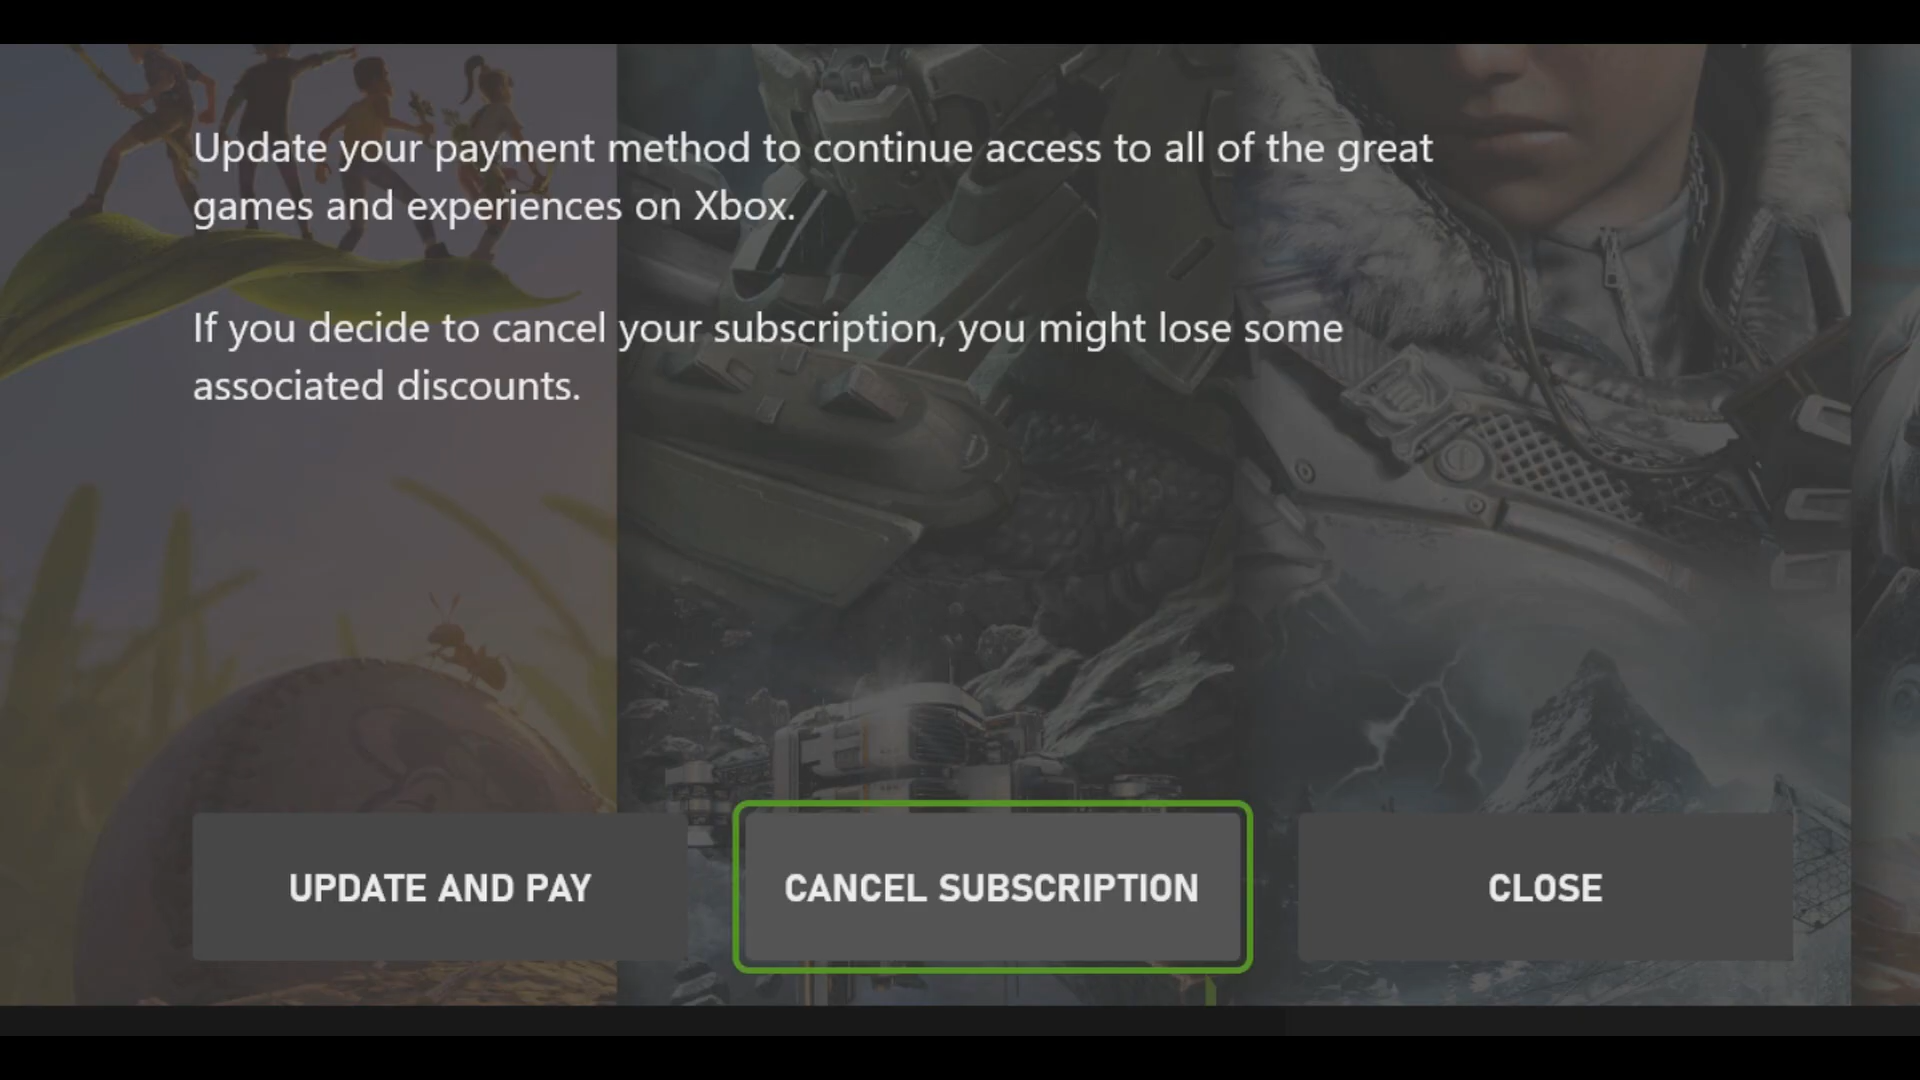 Update your payment method to continue access to all of the great
games and experiences on Xbox.
If you decide to cancel your subscription, you might lose some
associated discounts.
UPDATE AND PAY
CANCEL SUBSCRIPTION
CLOSE